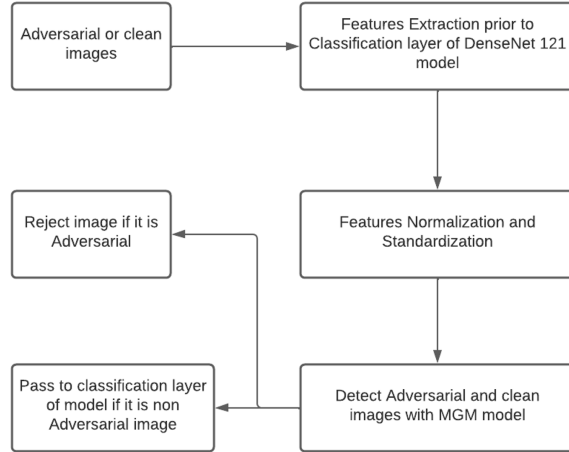 Adversarial or clean
images
Features Extraction prior to
Classification layer of DenseNet 121
model
Reject image if it is
Adversarial
Features Normalization and
Standardization
Pass to classification layer
of model if it is non
Adversarial image
Detect Adversarial and clean
images with MGM model